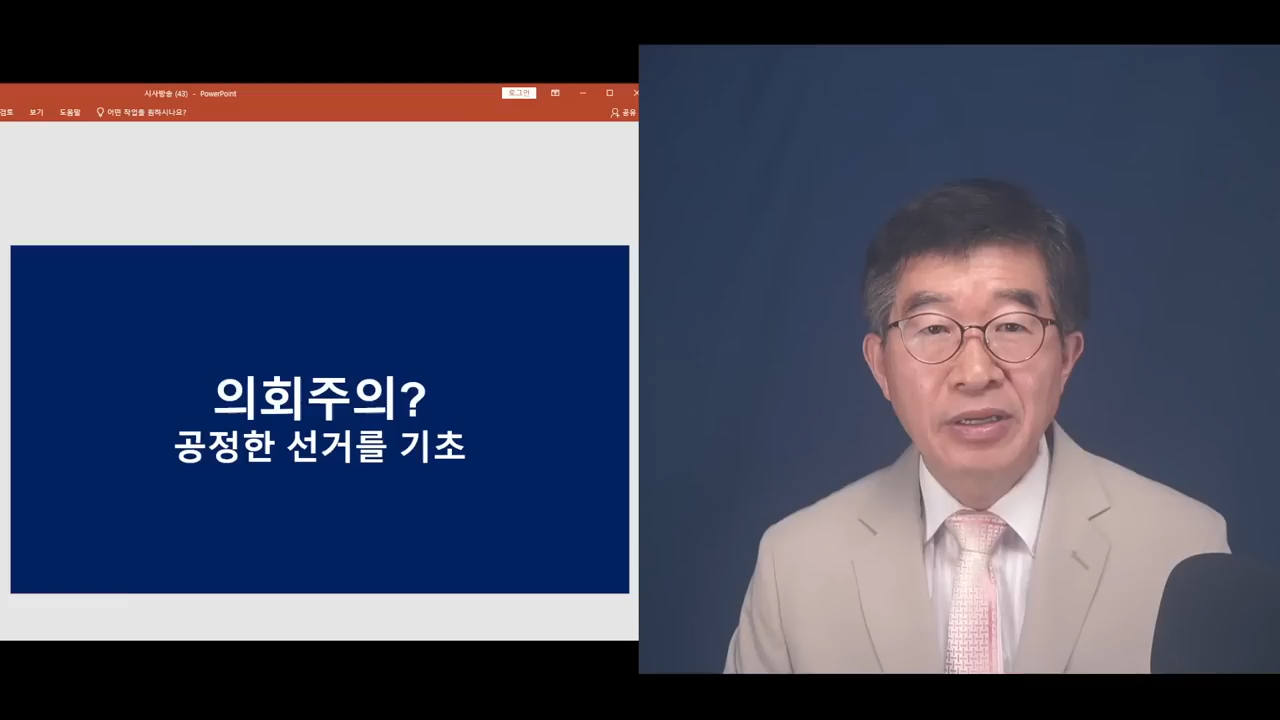 시사방송 (43) - PowerPoint
로그인
검토 보기 도움말 어떤 작업을 원하시나요? 공유
의회주의?
공정한 선거를 기초